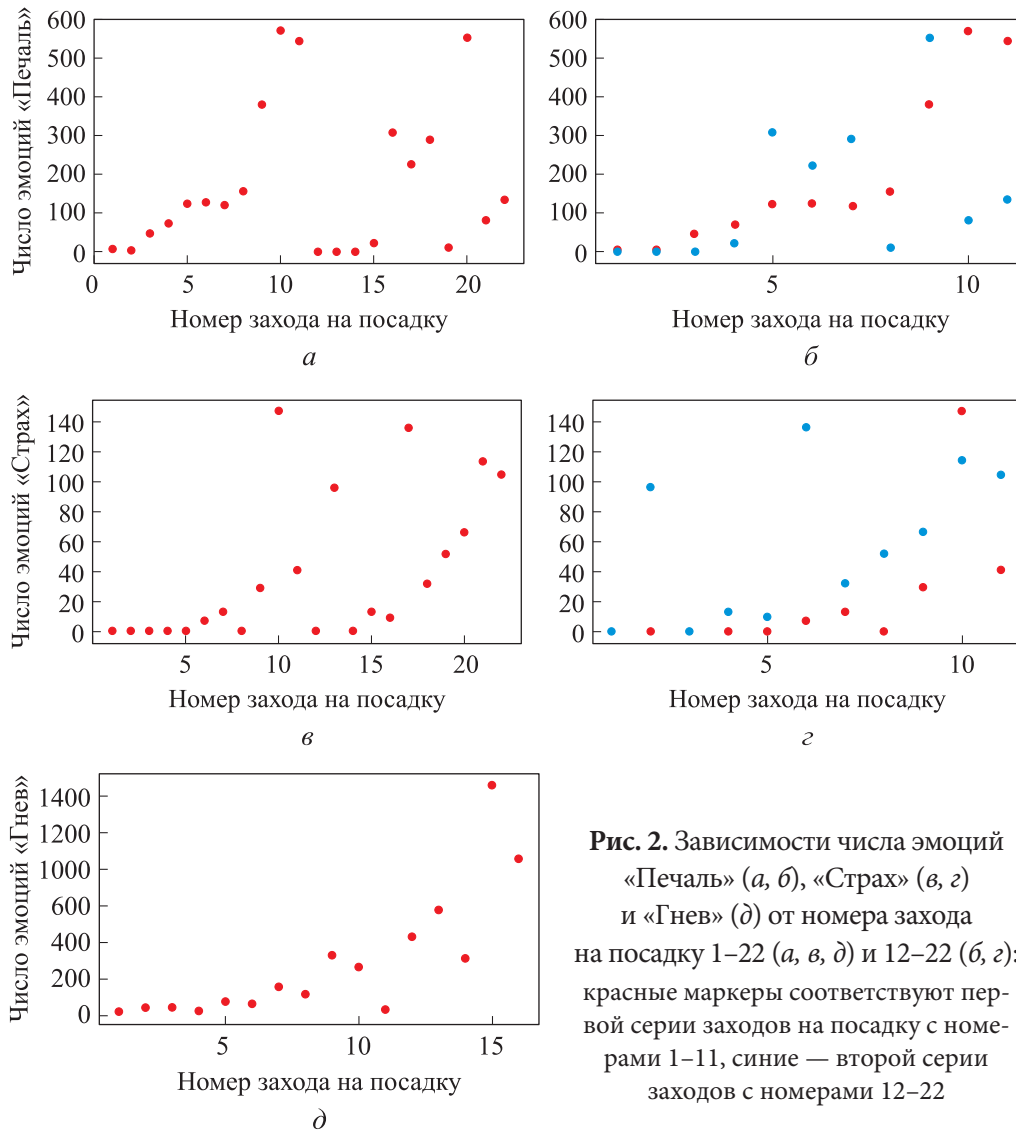 Число эмоций «Печаль»
600
500
400
300
200
100
0
0
5
10
15
20
Номер захода на посадку
а
600
500
400
300
200
100
0
5
10
Номер захода на посадку
б
Число эмоций «Страх»
140
120
100
80
60
40
20
0
5
10
15
20
Номер захода на посадку
в
140
120
100
80
60
40
20
0
5
10
Номер захода на посадку
г
Число эмоций «Гнев»
1400
1200
1000
600
400
200
0
5
10
15
Номер захода на посадку
д
Рис. 2. Зависимости числа эмоций
«Печаль» (а, б), «Страх» (в, г)
и «Гнев» (д) от номера захода
на посадку 1–22 (а, в, д) и 12–22 (б, г):
красные маркеры соответствуют пер-
вой серии заходов на посадку с номе-
рами 1–11, синие — второй серии
заходов с номерами 12–22